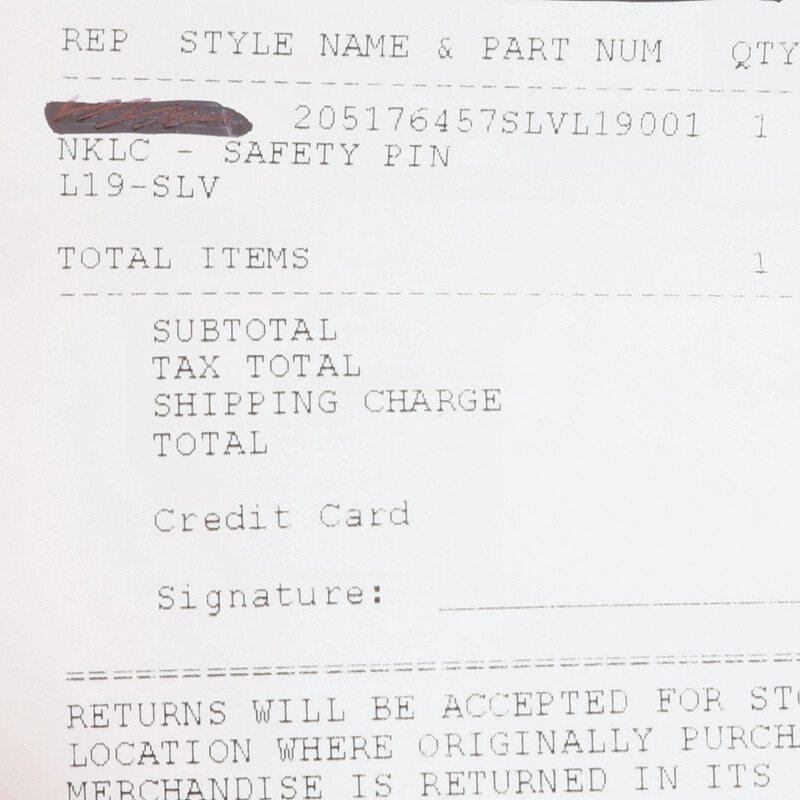 REP STYLE NAME & PART NUM QTY
205176457SLVL19001 1
NKLC - SAFETY PIN
L19-SLV
TOTAL ITEMS 1
SUBTOTAL
TAX TOTAL
SHIPPING CHARGE
TOTAL
Credit Card
Signature:
RETURNS WILL BE ACCEPTED FOR
LOCATION WHERE ORIGINALLY
MERCHANDISE IS RETURNED IN ITS